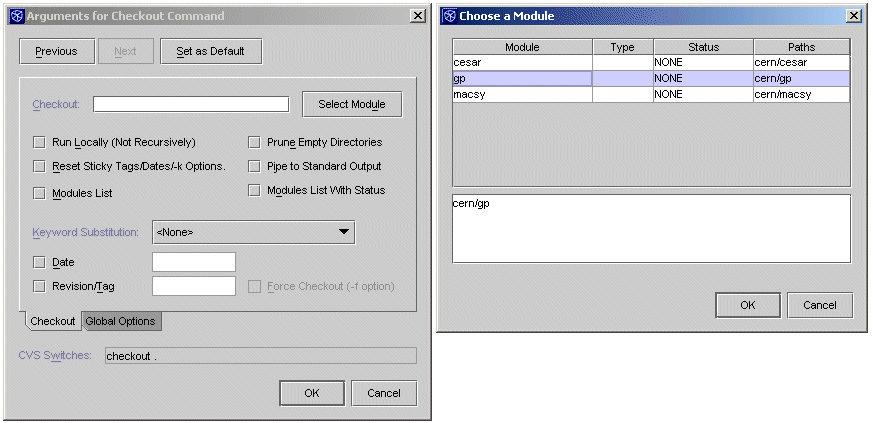 Arguments for Checkout Command
Previous Next Set as Default
Checkout: Select Module
Run Locally (Not Recursively) Prune Empty Directories
Reset Sticky Tags/Dates/-k Options. Pipe to Standard Output
Modules List Modules List With Status
Keyword Substitution: <None>
Date
Revision/Tag Force Checkout (-f option)
Checkout Global Options
CVS Switches: checkout .
OK Cancel
Choose a Module
Module Type Status Paths
cesar NONE cern/cesar
gp NONE cern/gp
macsy NONE cern/macsy
cern/gp
OK Cancel